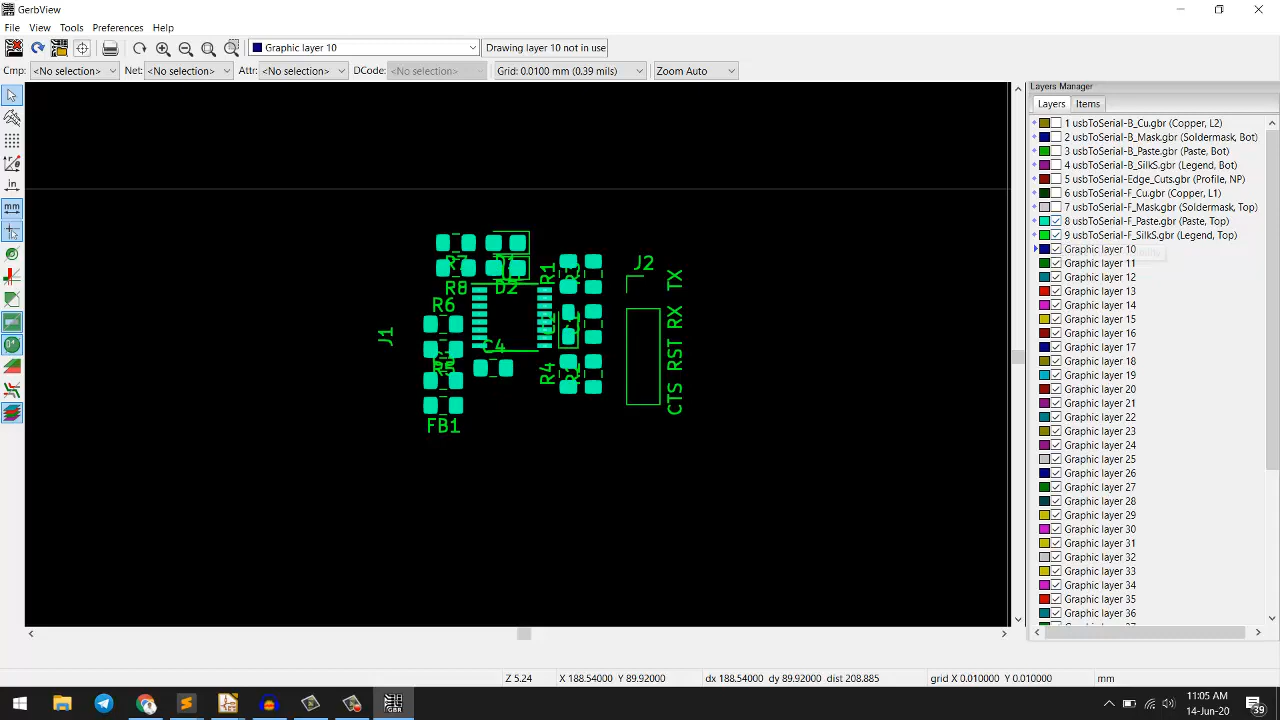 GerbView
File View Tools Preferences Help
Graphic layer 10 Drawing layer 10 not in use
Cmp: <No selection> Net: <No selection> Attr: <No selection> DCode: <No selection> Grid: 0.0100 mm (0.39 mils) Zoom Auto
Layers Manager
Layers Items
1 usbToSerial-B_Cu.gbr (Copper, L2)
2 usbToSerial-B_Mask.gbr (Soldermask, Bot)
3 usbToSerial-B_Paste.gbr (Paste, Bot)
4 usbToSerial-B_SilkS.gbr (Legend, Bot)
5 usbToSerial-Edge_Cuts.gbr (Profile, NP)
6 usbToSerial-F_Cu.gbr (Copper, L1)
7 usbToSerial-F_Mask.gbr (Soldermask, Top)
8 usbToSerial-F_Paste.gbr (Paste, Top)
9 usbToSerial-F_SilkS.gbr (Legend, Top)
Graphic layer 10
Graphic layer 11
Graphic layer 12
Graphic layer 13
Graphic layer 14
Graphic layer 15
Graphic layer 16
Graphic layer 17
Graphic layer 18
Graphic layer 19
Graphic layer 20
Graphic layer 21
Graphic layer 22
Graphic layer 23
Graphic layer 24
Graphic layer 25
Graphic layer 26
Graphic layer 27
Graphic layer 28
Graphic layer 29
Graphic layer 30
Graphic layer 31
Graphic layer 32
Graphic layer 33
Graphic layer 34
Graphic layer 35
Graphic layer 36
in
mm
R7
R8 D2
R6
J1
C4
R1
R4
FB1
J2
TX
RX
RST
CTS
Z 5.24 X 188.54000 Y 89.92000 dx 188.54000 dy 89.92000 dist 208.885 grid X 0.010000 Y 0.010000 mm
GBR
11:05 AM
14-Jun-20
39